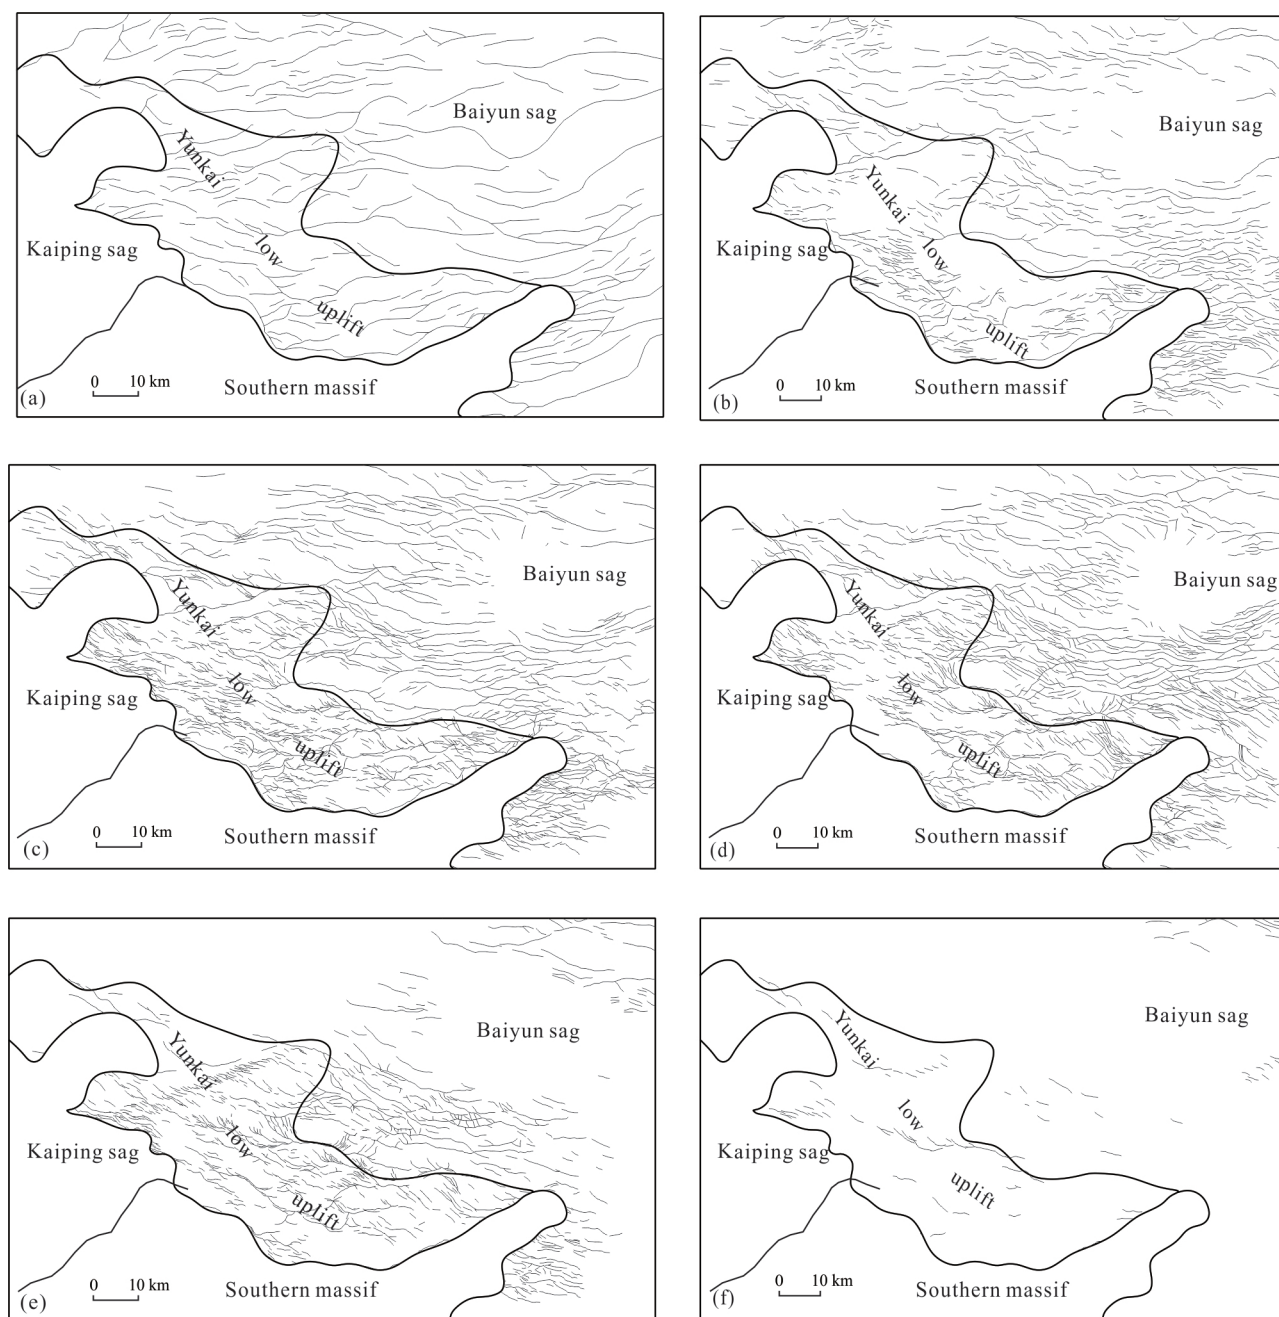 Baiyun sag
Yunkai
low
uplift
Kaiping sag
0 10 km
Southern massif
(a)
Baiyun sag
Yunkai
low
uplift
Kaiping sag
0 10 km
Southern massif
(b)
Baiyun sag
Yunkai
low
uplift
Kaiping sag
0 10 km
Southern massif
(c)
Baiyun sag
Yunkai
low
uplift
Kaiping sag
0 10 km
Southern massif
(d)
Baiyun sag
Yunkai
low
uplift
Kaiping sag
0 10 km
Southern massif
(e)
Baiyun sag
Yunkai
low
uplift
Kaiping sag
0 10 km
Southern massif
(f)